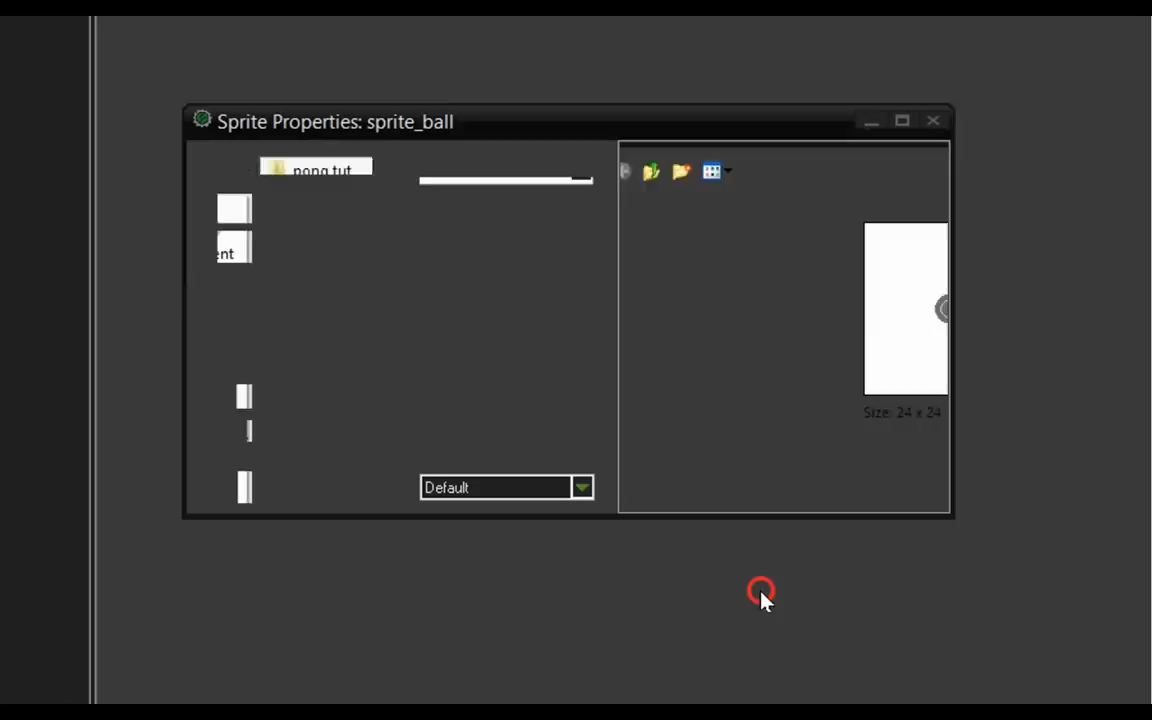 Sprite Properties: sprite_ball
pong tut
ent
Size: 24 x 24
Default